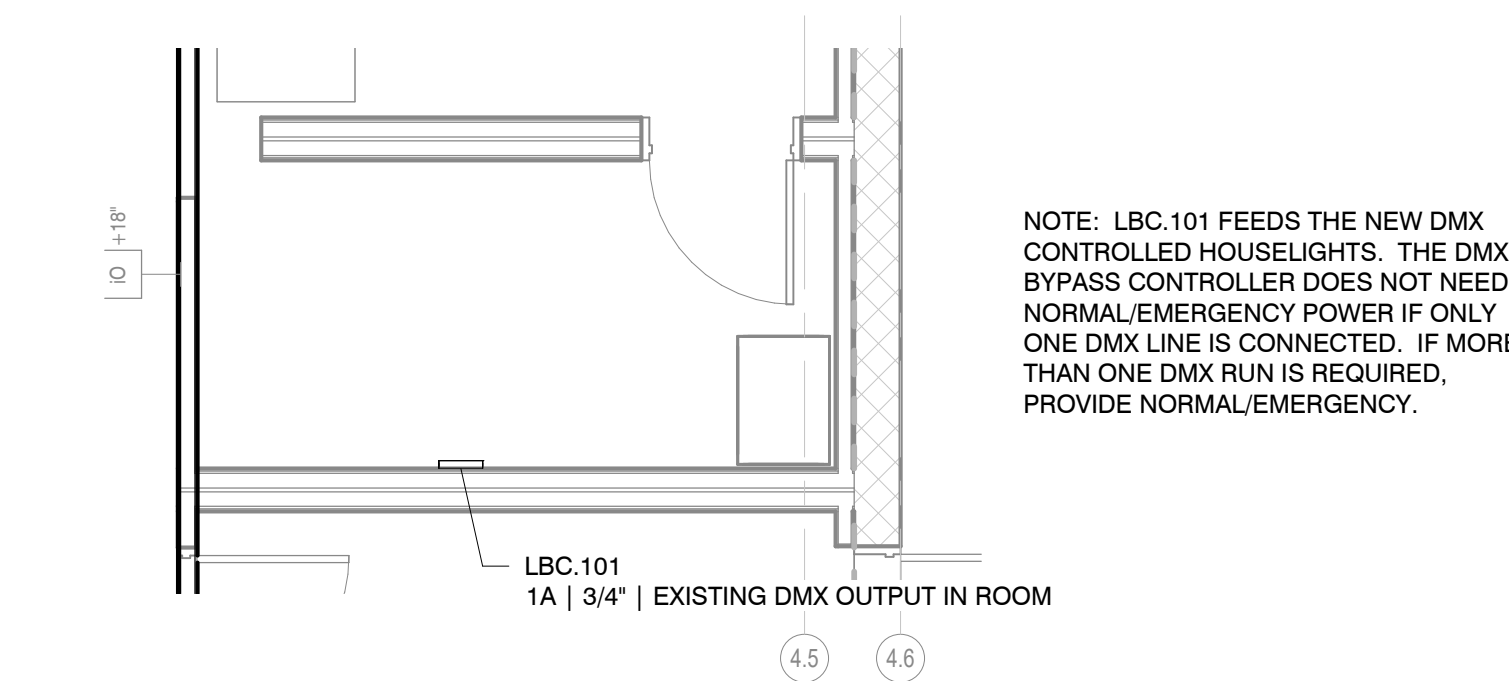 +18"
iO
NOTE: LBC.101 FEEDS THE NEW DMX
CONTROLLED HOUSELIGHTS. THE DMX
BYPASS CONTROLLER DOES NOT NEED
NORMAL/EMERGENCY POWER IF ONLY
ONE DMX LINE IS CONNECTED. IF MORE
THAN ONE DMX RUN IS REQUIRED,
PROVIDE NORMAL/EMERGENCY.
LBC.101
1A | 3/4" | EXISTING DMX OUTPUT IN ROOM
4.5
4.6